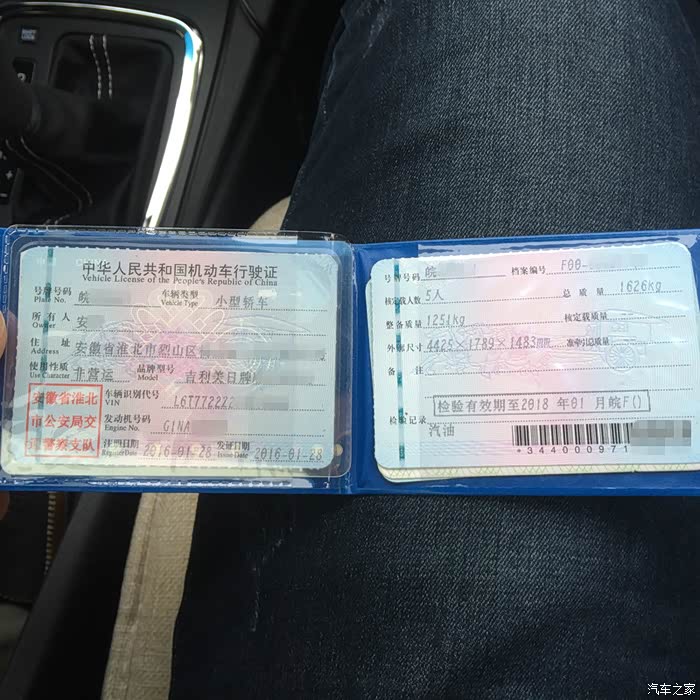 中华人民共和国机动车行驶证
Vehicle License of the People's Republic of China
号牌号码 皖 车辆类型 小型轿车
Plate No. Vehicle Type
所有人 安
Owner
住址 安徽省淮北市烈山区
Address
使用性质 非营运 品牌型号 吉利美日牌
Use Character Model
安徽省淮北
市公安局交
通警察支队
车辆识别代号 L6T7722Z2
VIN
发动机号码 G1NA
Engine No.
注册日期 2016-01-28 发证日期 2016-01-28
Register Date Issue Date
号牌号码 皖 档案编号 F00-
核定载人数 5人 总质量 1626kg
整备质量 1251kg 核定载质量
外廓尺寸 4425×1789×1483mm 准牵引总质量
备注
检验有效期至2018年01月皖F()
检验记录
汽油
+344000971
汽车之家